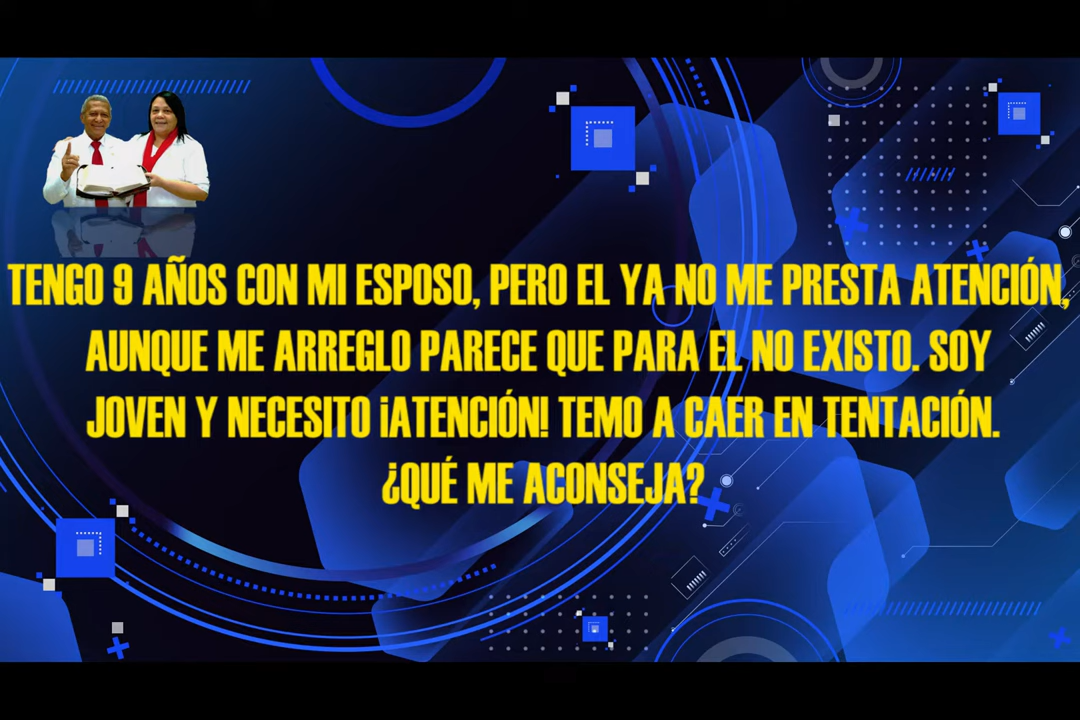 TENGO 9 AÑOS CON MI ESPOSO, PERO EL YA NO ME PRESTA ATENCIÓN,
AUNQUE ME ARREGLO PARECE QUE PARA EL NO EXISTO. SOY
JOVEN Y NECESITO ¡ATENCIÓN! TEMO A CAER EN TENTACIÓN.
¿QUÉ ME ACONSEJA?